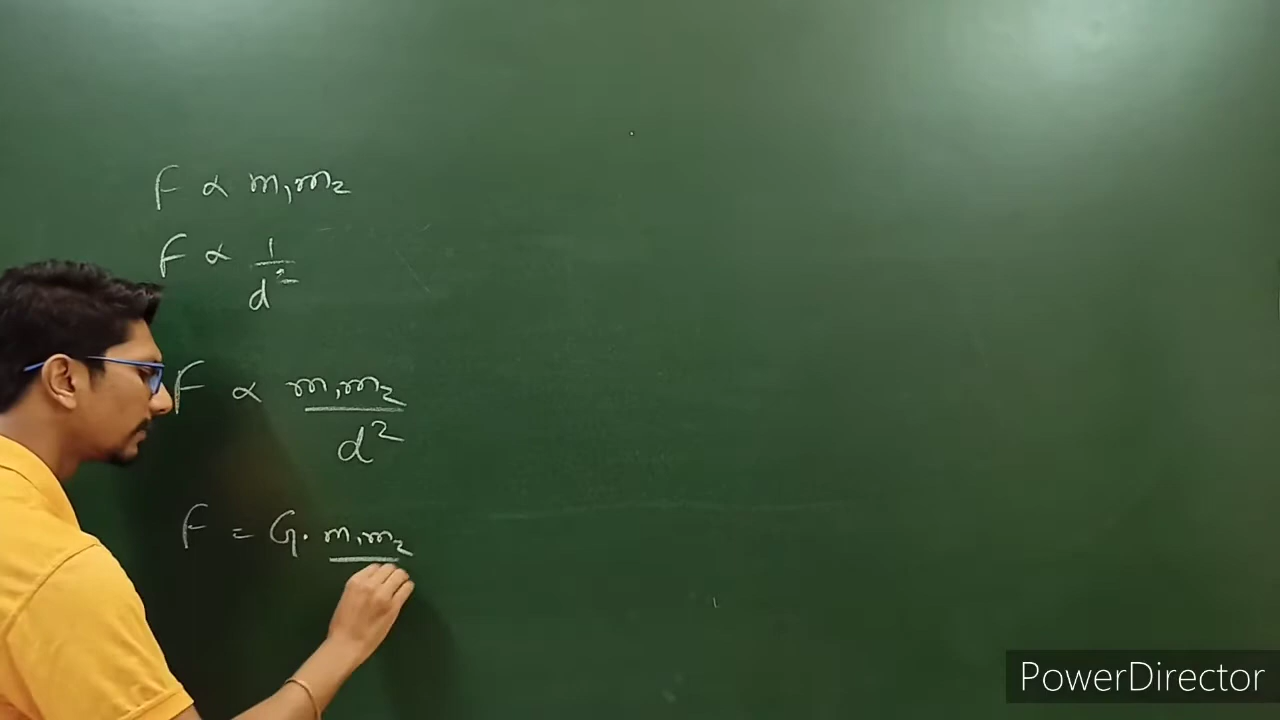 F ∝ m₁m₂
F ∝ 1/d²
F ∝ m₁m₂/d²
F = G. m₁m₂
PowerDirector